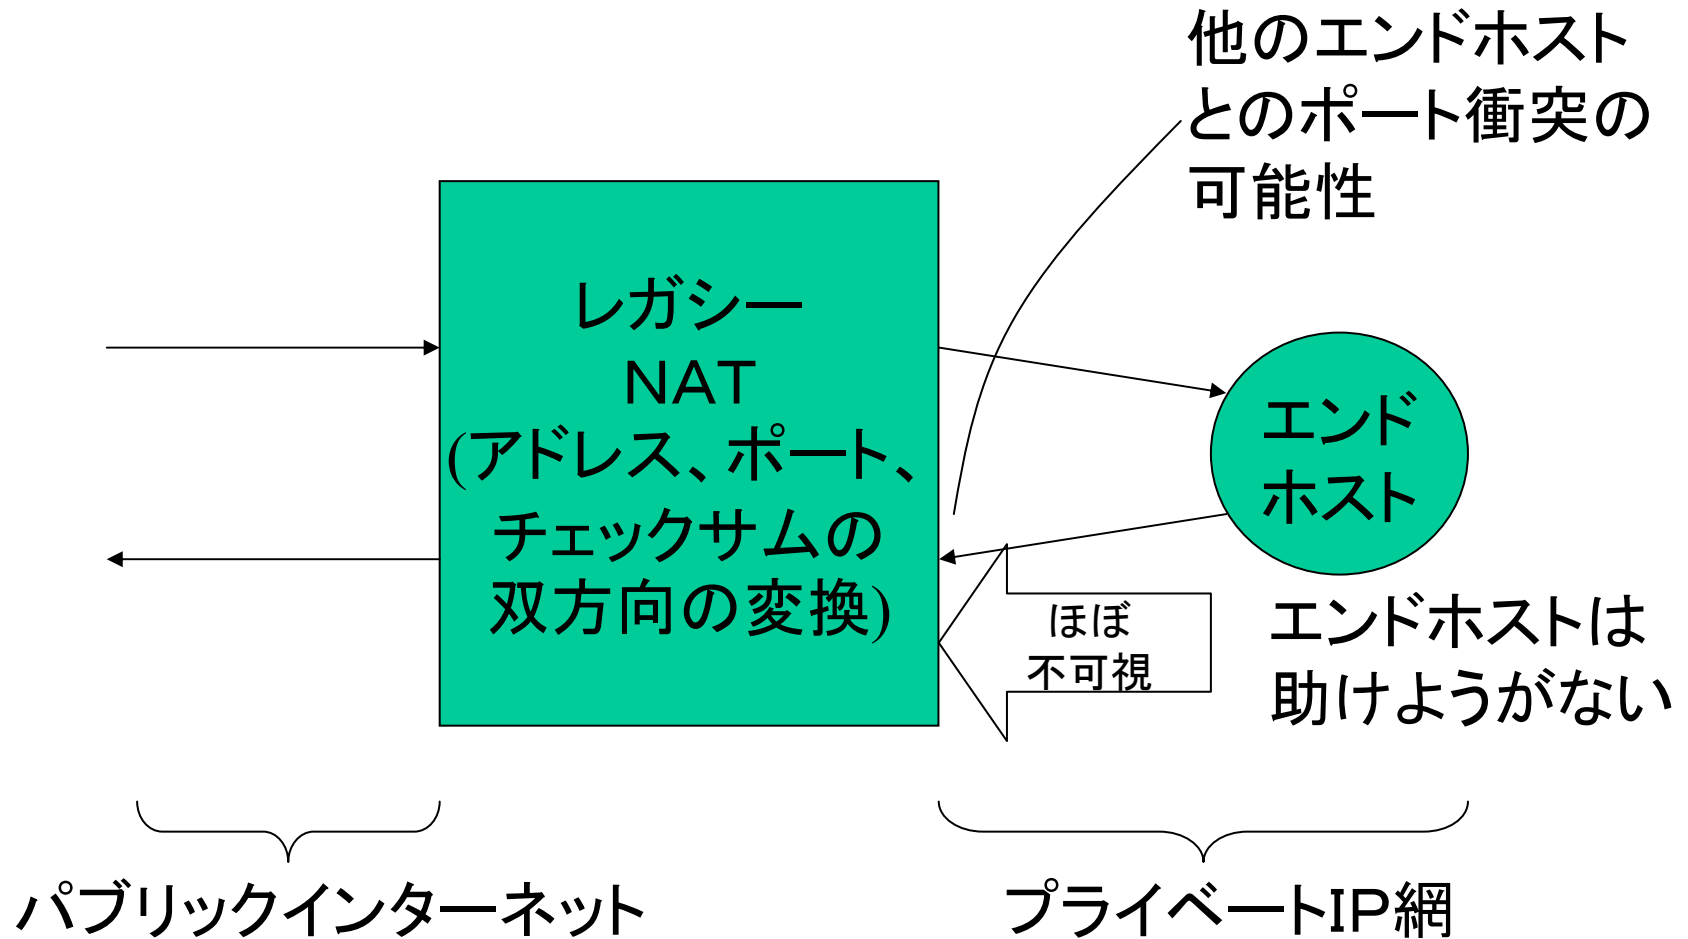 他のエンドホスト
とのポート衝突の
可能性
レガシー
NAT
(アドレス、ポート、
チェックサムの
双方向の変換)
エンド
ホスト
ほぼ
不可視
エンドホストは
助けようがない
パブリックインターネット
プライベートIP網